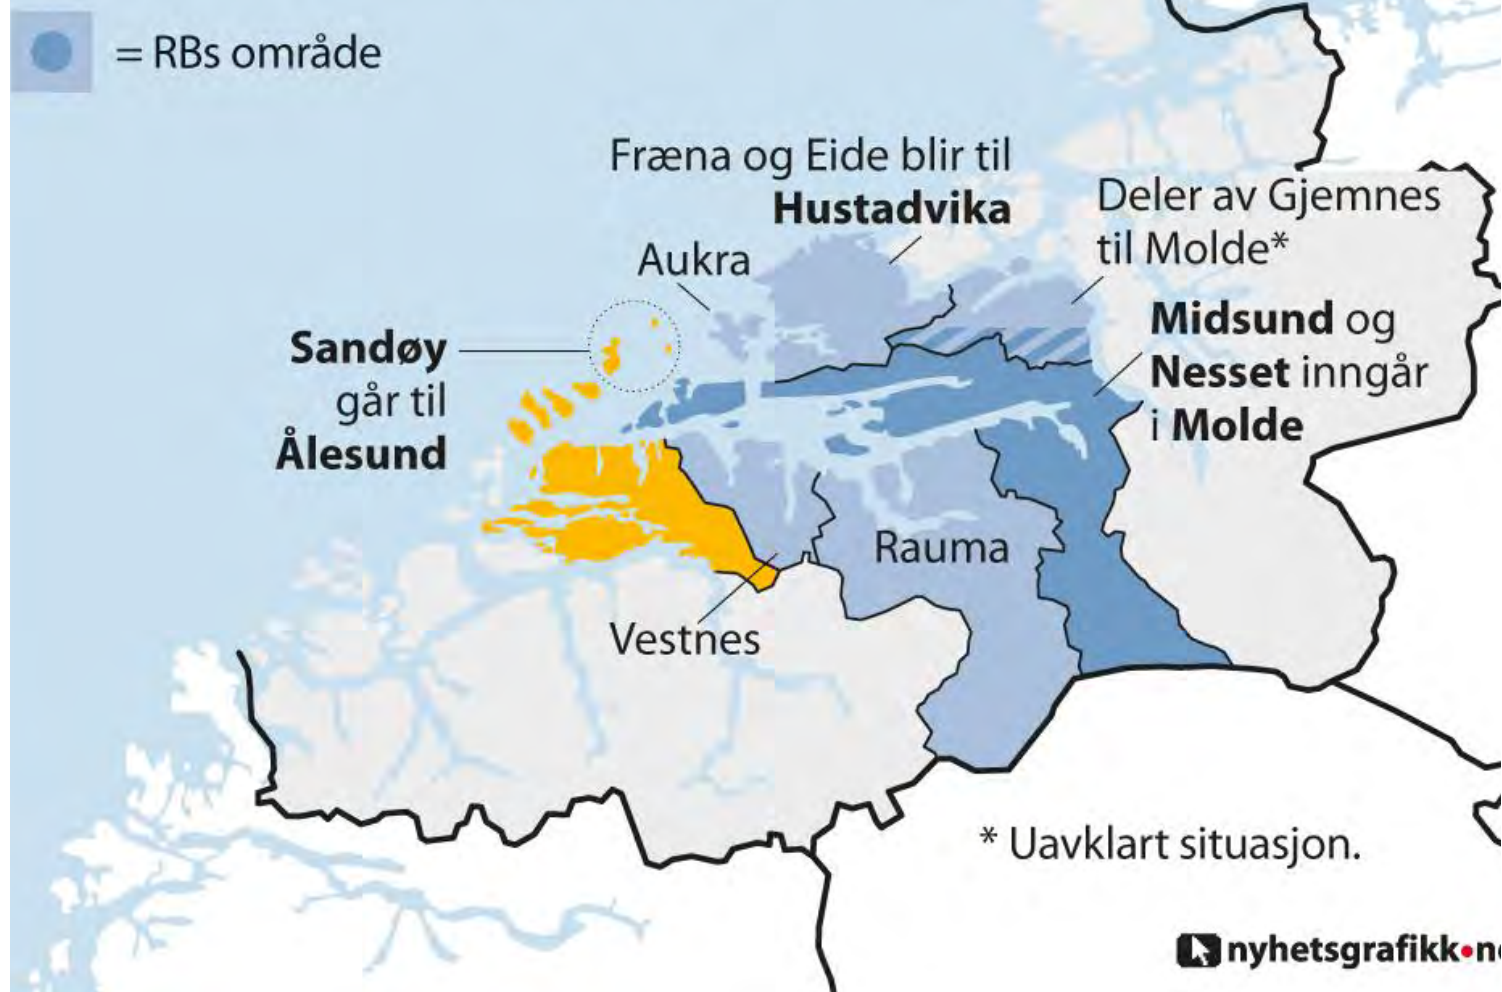 = RBs område
Fræna og Eide blir til
Hustadvika
Deler av Gjemnes
til Molde*
Aukra
Midsund og
Nesset inngår
i Molde
Sandøy
går til
Ålesund
Rauma
Vestnes
* Uavklart situasjon.
nyhetsgrafikk•n